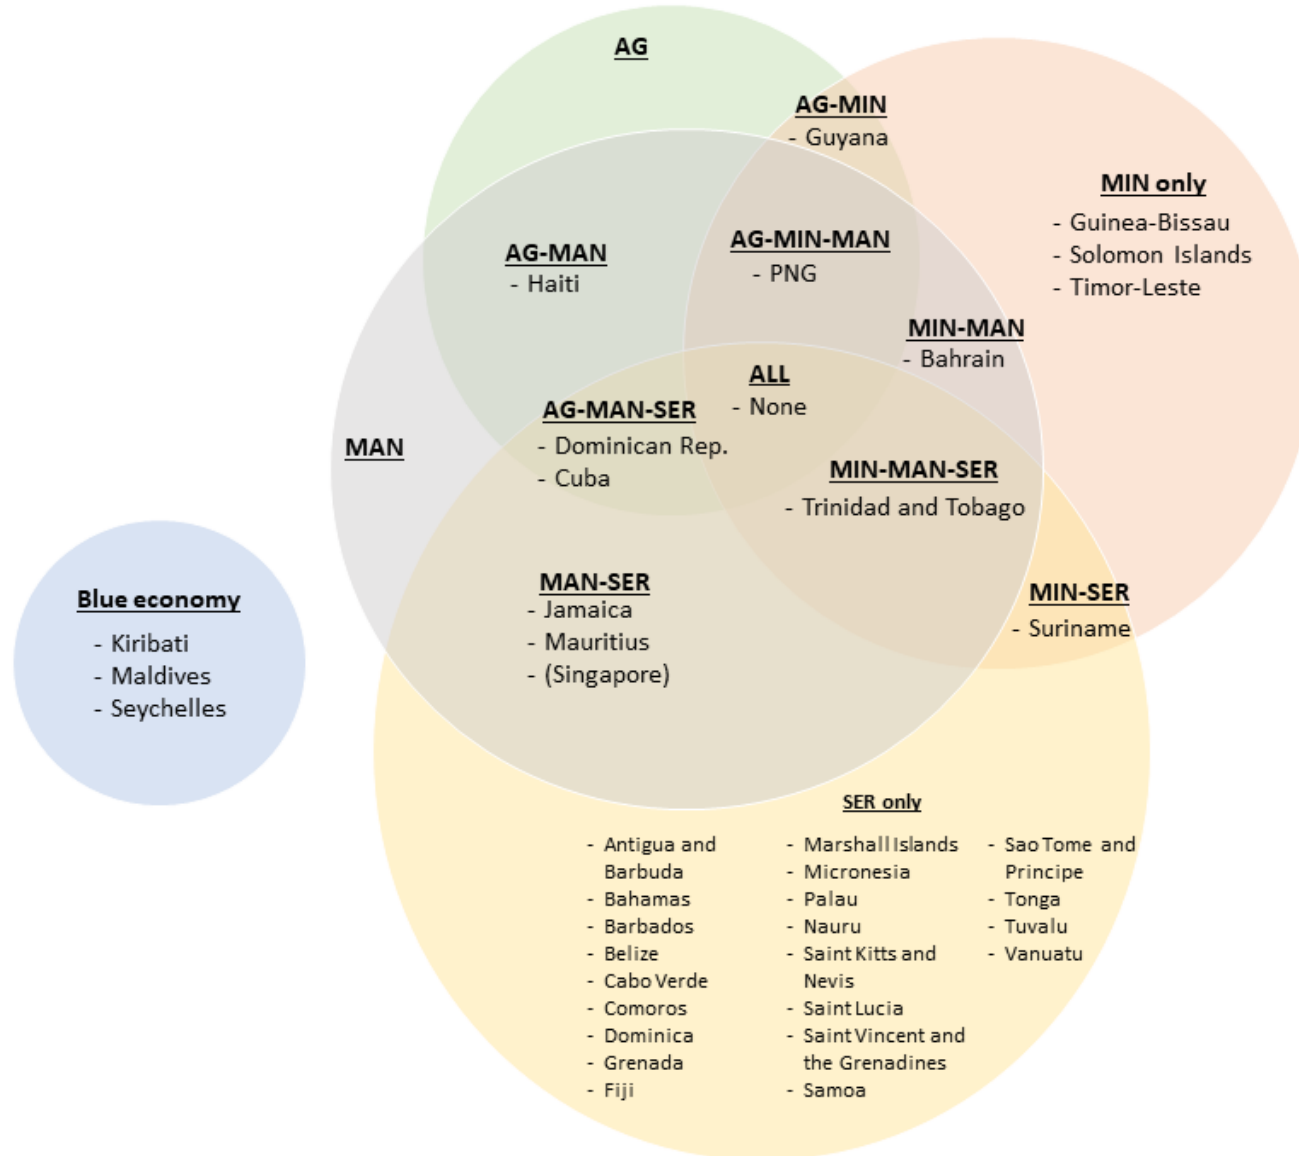 AG
AG-MIN
- Guyana
MIN only
- Guinea-Bissau
- Solomon Islands
- Timor-Leste
AG-MIN-MAN
- PNG
AG-MAN
- Haiti
MIN-MAN
- Bahrain
ALL
- None
AG-MAN-SER
- Dominican Rep.
- Cuba
MAN
MIN-MAN-SER
- Trinidad and Tobago
MAN-SER
- Jamaica
- Mauritius
- (Singapore)
MIN-SER
- Suriname
Blue economy
- Kiribati
- Maldives
- Seychelles
SER only
- Antigua and
Barbuda
- Bahamas
- Barbados
- Belize
- Cabo Verde
- Comoros
- Dominica
- Grenada
- Fiji
- Marshall Islands
- Micronesia
- Palau
- Nauru
- Saint Kitts and
Nevis
- Saint Lucia
- Saint Vincent and
the Grenadines
- Samoa
- Sao Tome and
Principe
- Tonga
- Tuvalu
- Vanuatu